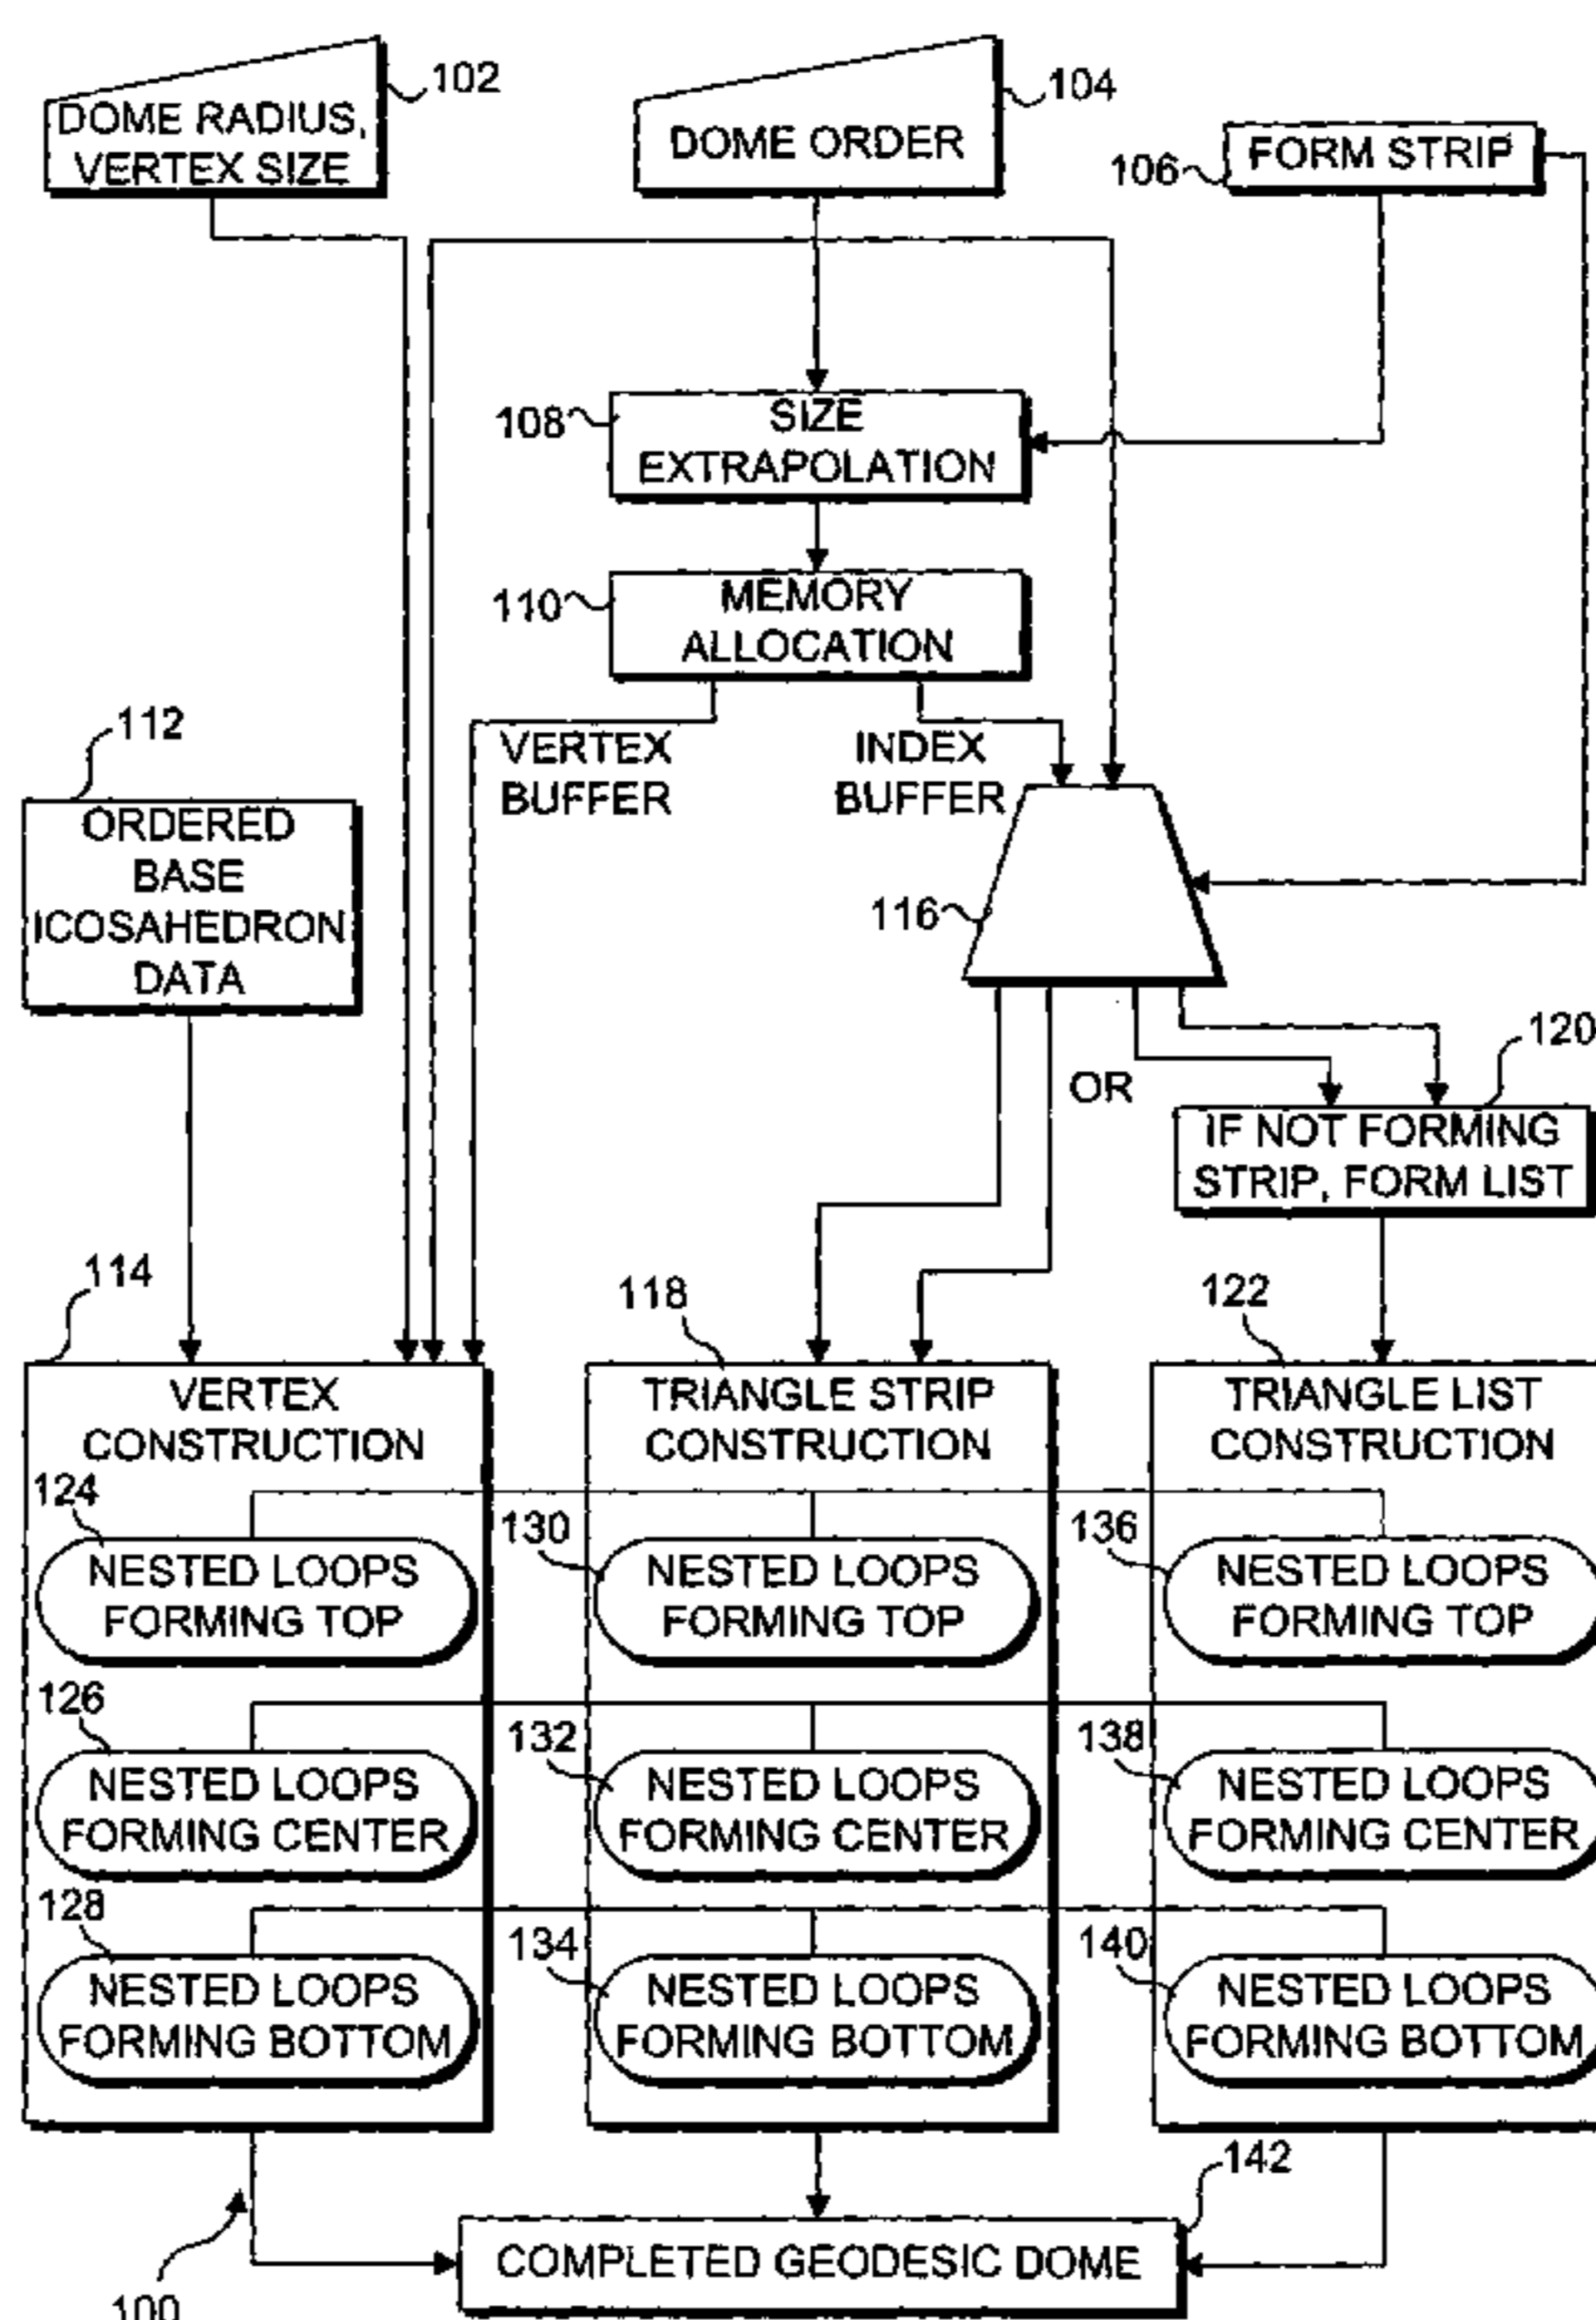 102
DOME RADIUS,
VERTEX SIZE
104
DOME ORDER
106
FORM STRIP
108
SIZE
EXTRAPOLATION
110
MEMORY
ALLOCATION
VERTEX
BUFFER
INDEX
BUFFER
112
ORDERED
BASE
ICOSAHEDRON
DATA
116
OR
120
IF NOT FORMING
STRIP, FORM LIST
114
VERTEX
CONSTRUCTION
118
TRIANGLE STRIP
CONSTRUCTION
122
TRIANGLE LIST
CONSTRUCTION
124
NESTED LOOPS
FORMING TOP
130
NESTED LOOPS
FORMING TOP
136
NESTED LOOPS
FORMING TOP
126
NESTED LOOPS
FORMING CENTER
132
NESTED LOOPS
FORMING CENTER
138
NESTED LOOPS
FORMING CENTER
128
NESTED LOOPS
FORMING BOTTOM
134
NESTED LOOPS
FORMING BOTTOM
140
NESTED LOOPS
FORMING BOTTOM
142
COMPLETED GEODESIC DOME
100